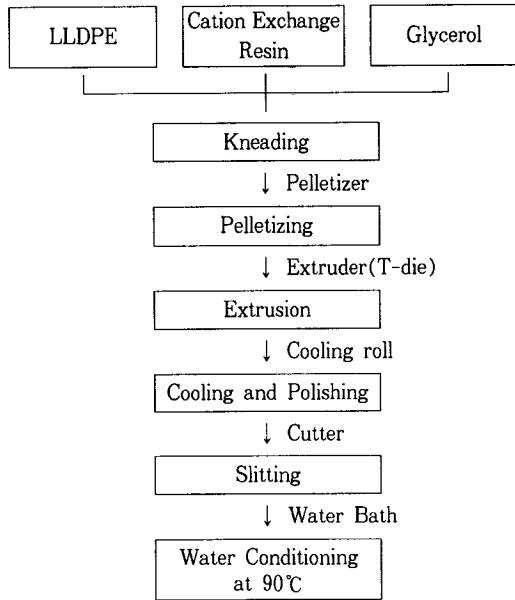 LLDPE
Cation Exchange
Resin
Glycerol
Kneading
↓ Pelletizer
Pelletizing
↓ Extruder(T-die)
Extrusion
↓ Cooling roll
Cooling and Polishing
↓ Cutter
Slitting
↓ Water Bath
Water Conditioning
at 90℃